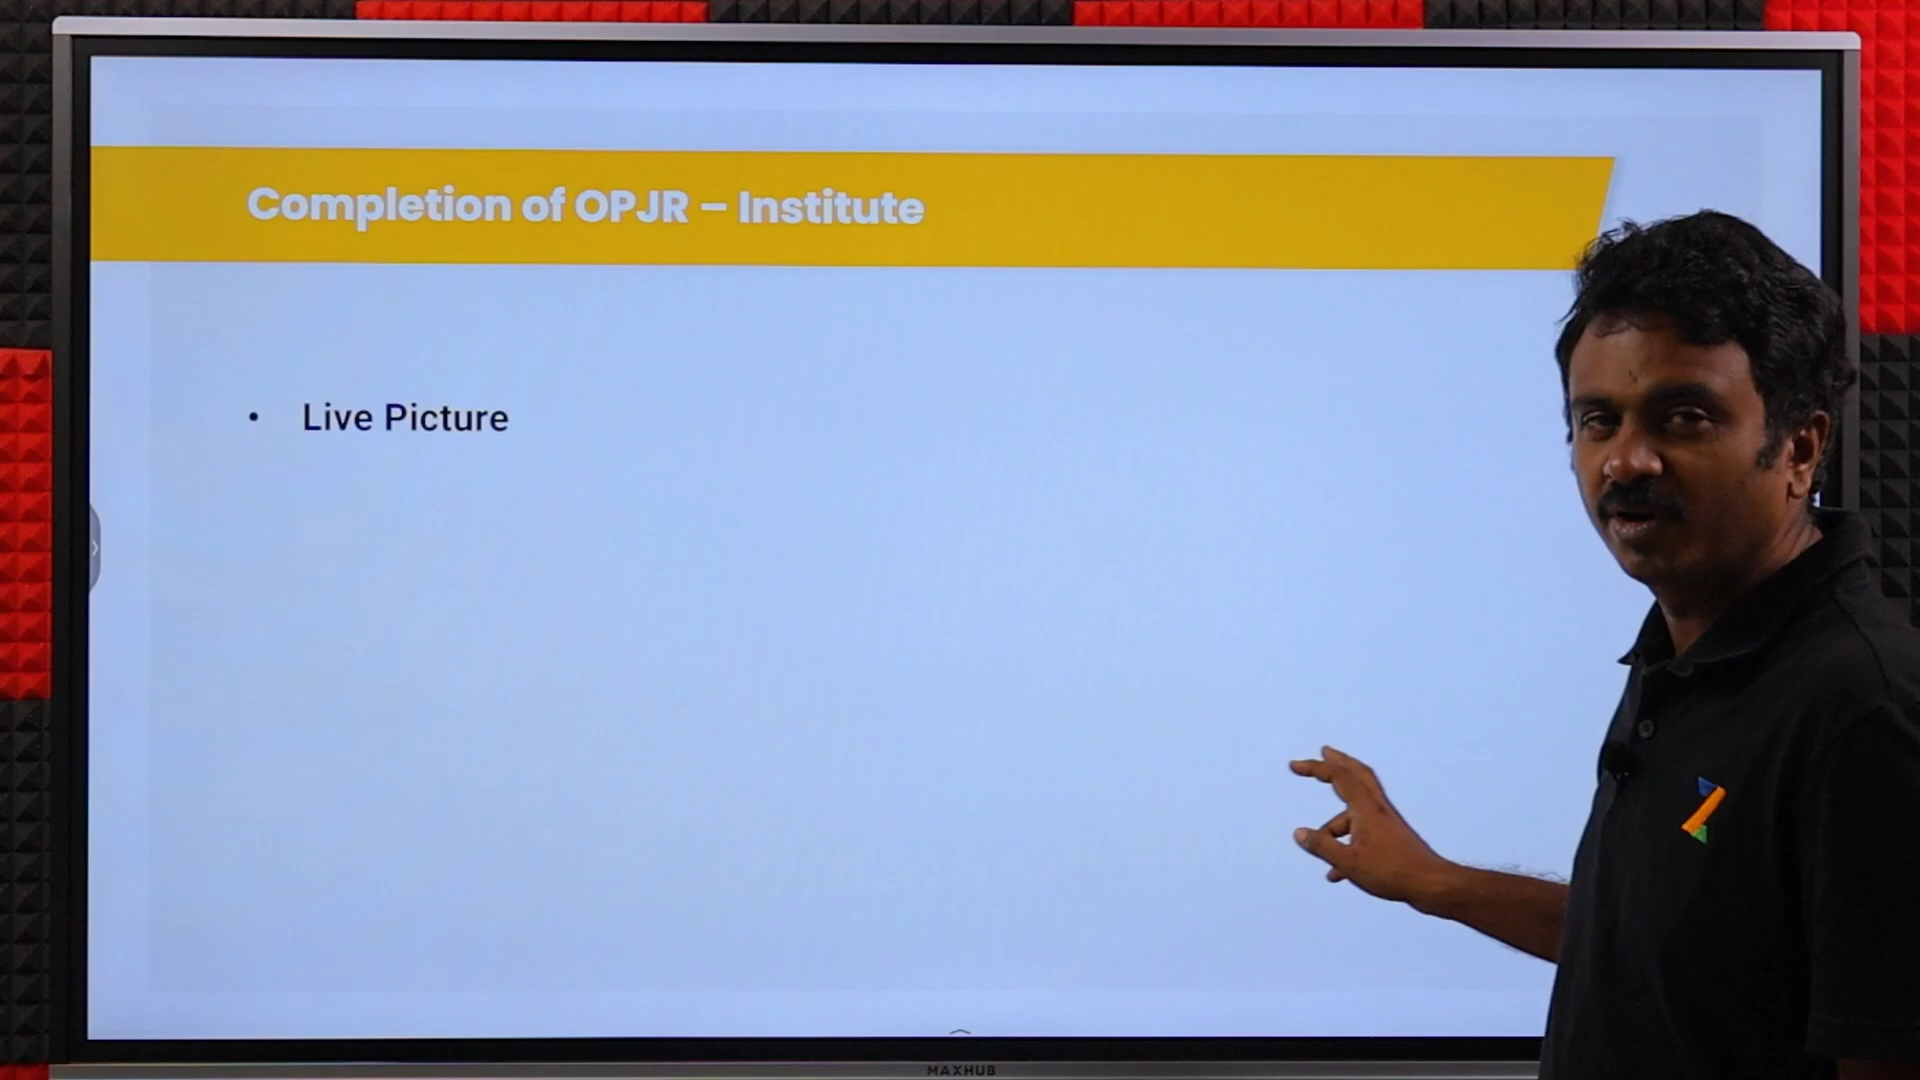 Completion of OPJR – Institute
• Live Picture
MAXHUB